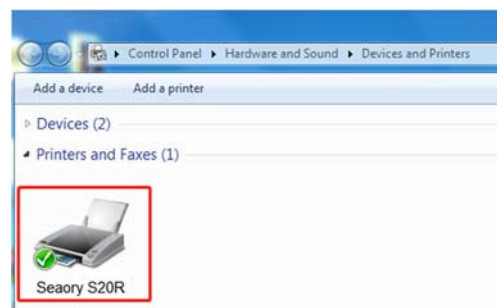 Control Panel ▸ Hardware and Sound ▸ Devices and Printers
Add a device Add a printer
Devices (2)
Printers and Faxes (1)
Seaory S20R